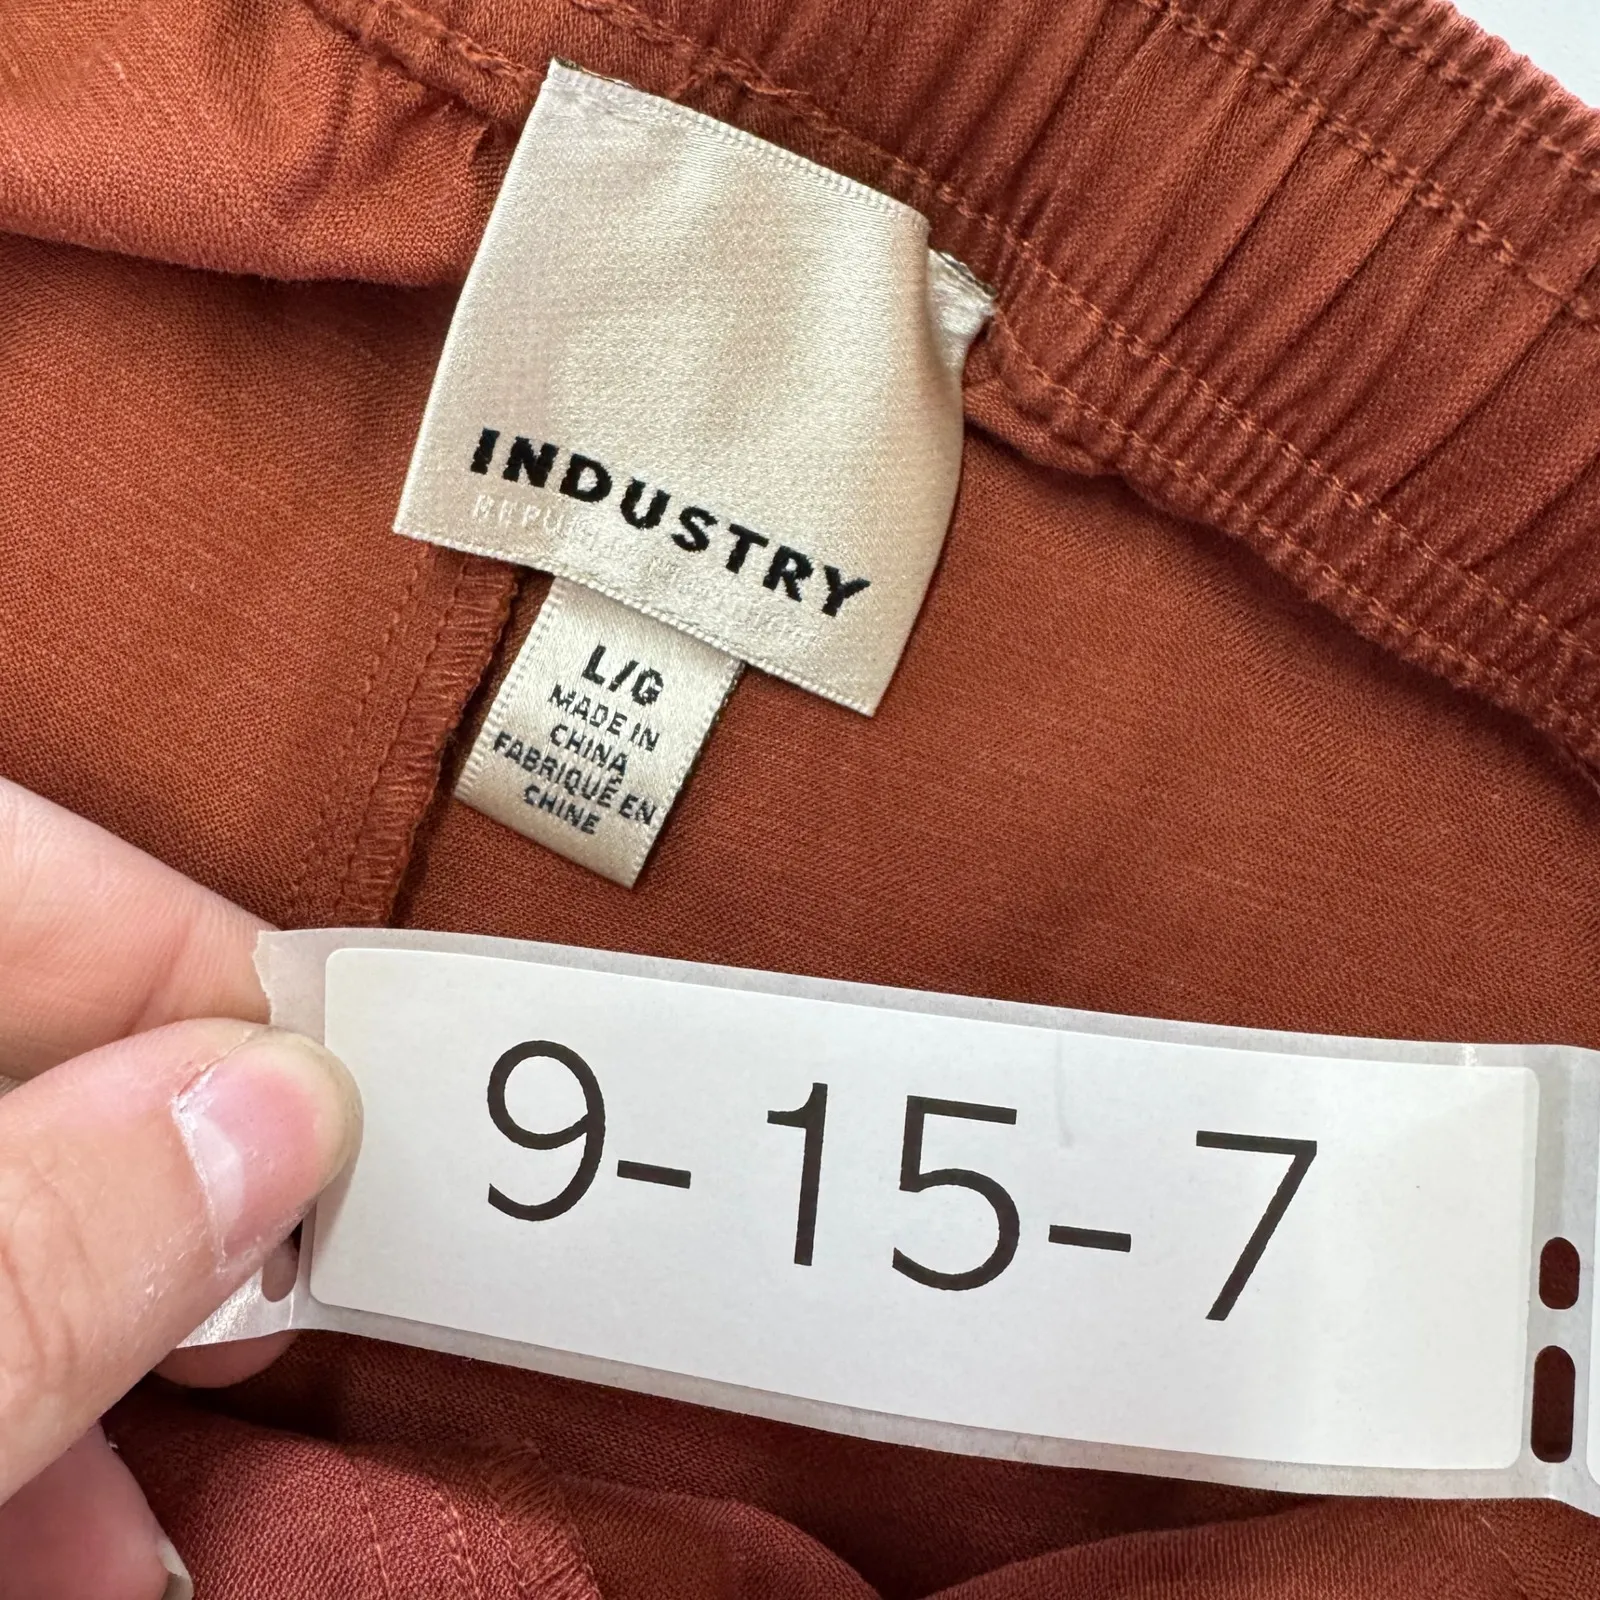 INDUSTRY
L/G
MADE IN
CHINA
FABRIQUÉ EN
CHINE
9-15-7